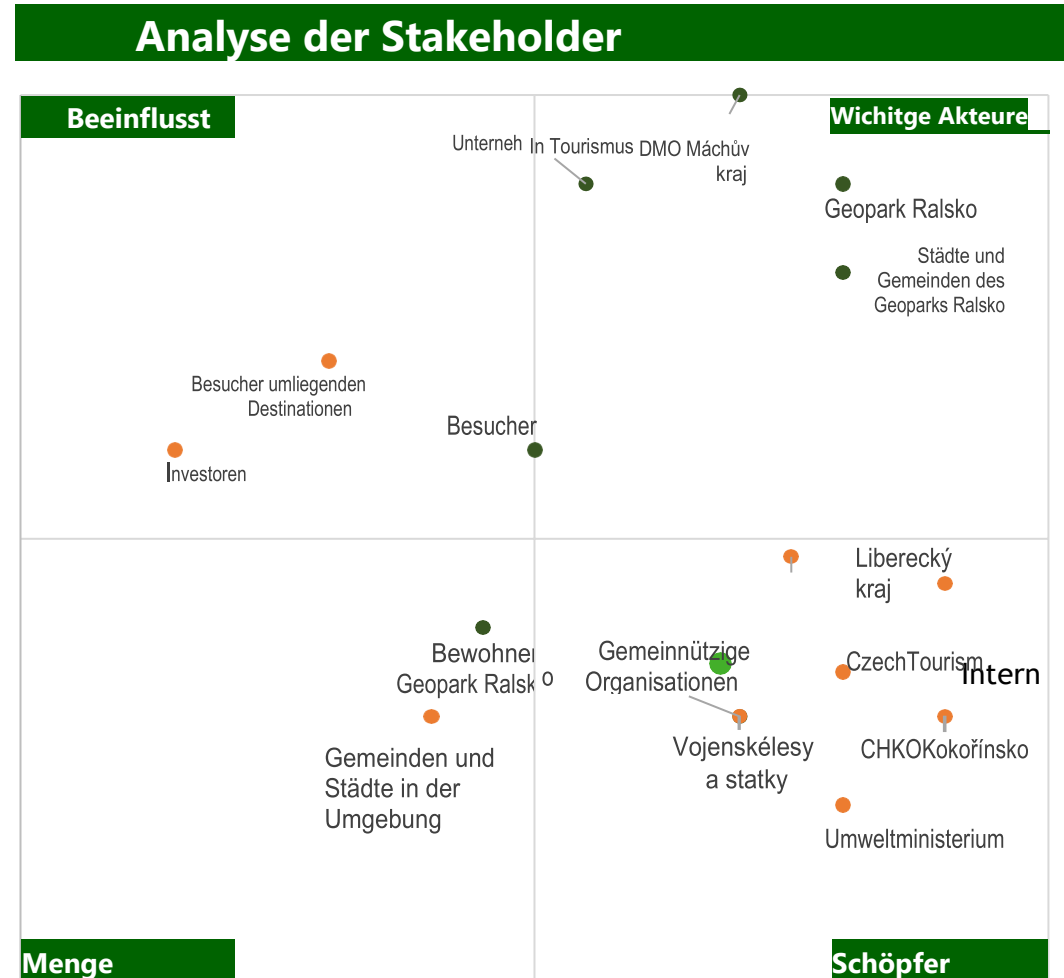 Analyse der Stakeholder
Beeinflusst
Wichitge Akteure
Unterneh In Tourismus
DMO Máchův
kraj
Geopark Ralsko
Städte und
Gemeinden des
Geoparks Ralsko
Besucher umliegenden
Destinationen
Besucher
Investoren
Liberecký
kraj
Bewohner
Geopark Ralsko
Gemeinnützige
Organisationen
CzechTourism
Intern
Gemeinden und
Städte in der
Umgebung
Vojenskélesy
a statky
CHKOKokořínsko
Umweltministerium
Menge
Schöpfer